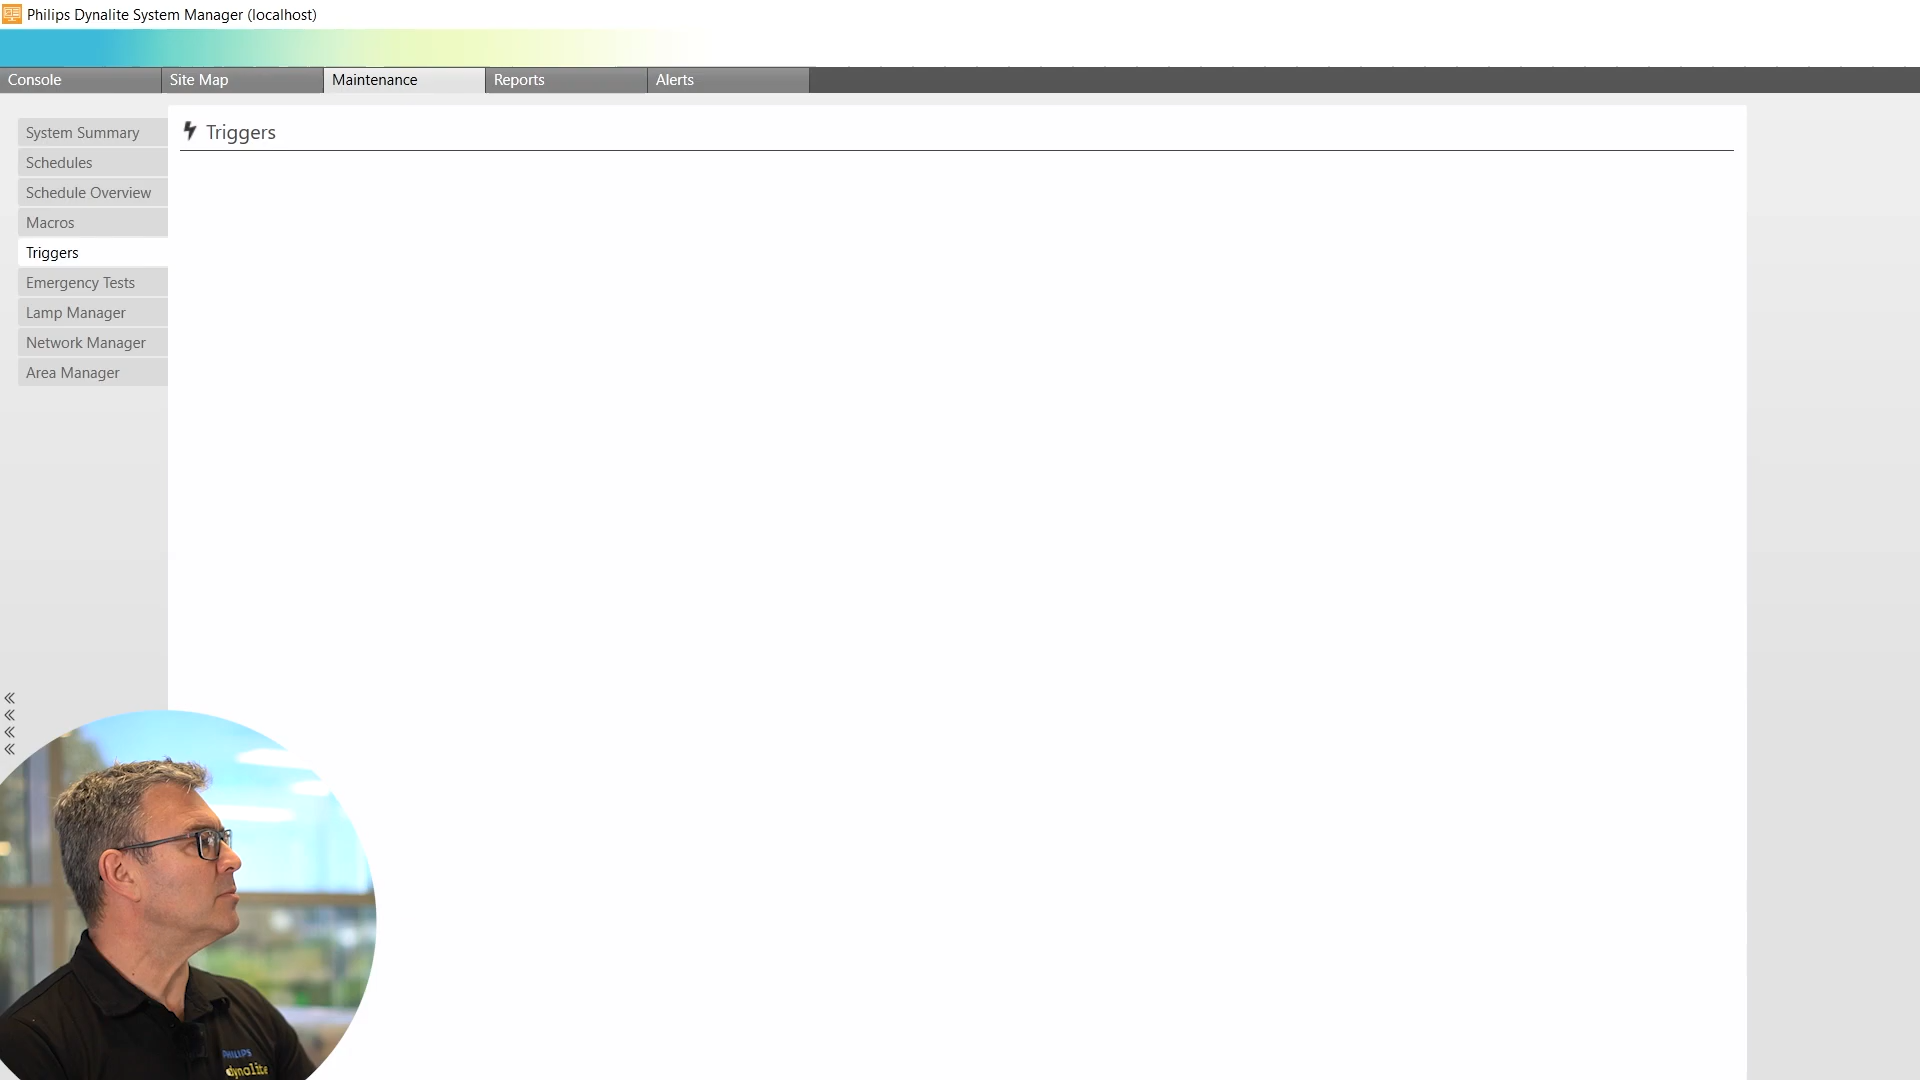 Philips Dynalite System Manager (localhost)
Console
Site Map
Maintenance
Reports
Alerts
System Summary
Schedules
Schedule Overview
Macros
Triggers
Emergency Tests
Lamp Manager
Network Manager
Area Manager
Triggers
PHILIPS
dynalite